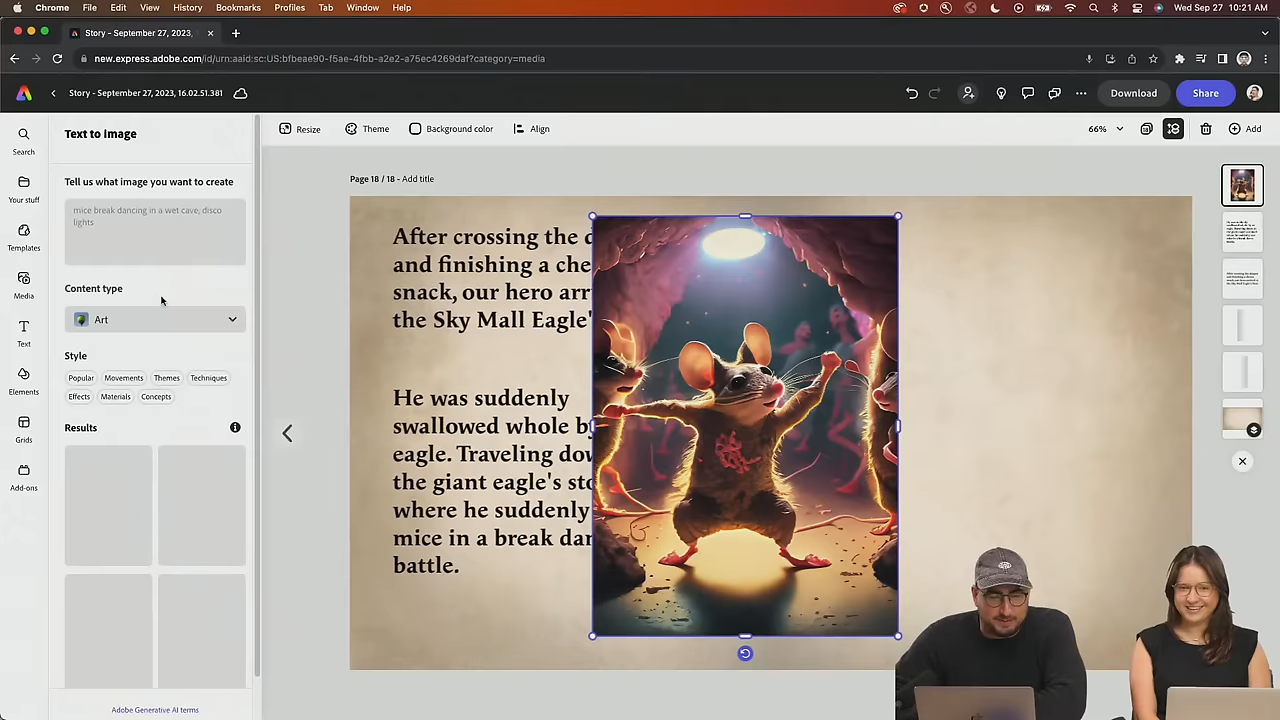 Chrome File Edit View History Bookmarks Profiles Tab Window Help
Wed Sep 27 10:21 AM
Story - September 27, 2023,
new.express.adobe.com/id/urn:aaid:sc:US:bfbeae90-f5ae-4fbb-a2e2-a75ec4269daf?category=media
Story - September 27, 2023, 16.02.51.381
Download
Share
Search
Your stuff
Templates
Media
Text
Elements
Grids
Add-ons
Text to image
Tell us what image you want to create
mice break dancing in a wet cave, disco
lights
Content type
Art
Style
Popular Movements Themes Techniques
Effects Materials Concepts
Results
Adobe Generative AI terms
Resize Theme Background color Align
66%
Add
Page 18 / 18 - Add title
After crossing the
and finishing a che
snack, our hero arr
the Sky Mall Eagle'
He was suddenly
swallowed whole b
eagle. Traveling dov
the giant eagle's sto
where he suddenly
mice in a break dan
battle.